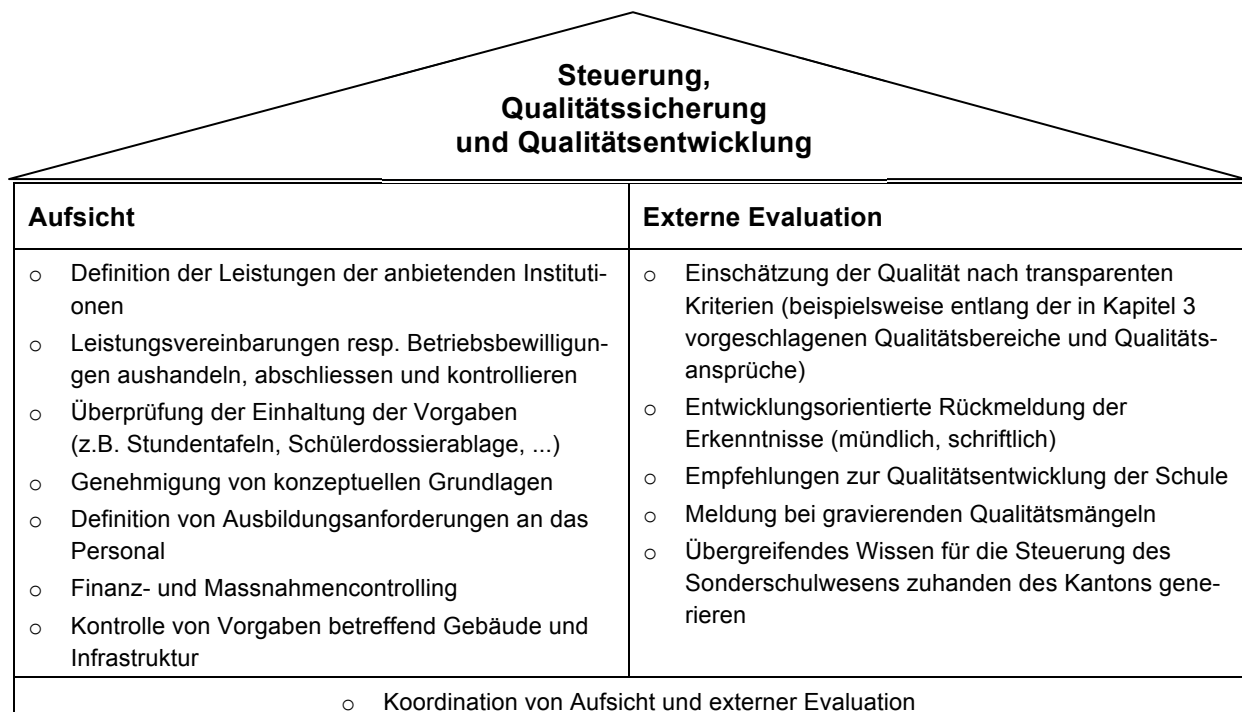 Steuerung,
Qualitätssicherung
und Qualitätsentwicklung
Aufsicht
o Definition der Leistungen der anbietenden Instituti-
onen
o Leistungsvereinbarungen resp. Betriebsbewilligun-
gen aushandeln, abschliessen und kontrollieren
o Überprüfung der Einhaltung der Vorgaben
(z.B. Stundentafeln, Schülerdossierablage, ...)
o Genehmigung von konzeptuellen Grundlagen
o Definition von Ausbildungsanforderungen an das
Personal
o Finanz- und Massnahmencontrolling
o Kontrolle von Vorgaben betreffend Gebäude und
Infrastruktur
Externe Evaluation
o Einschätzung der Qualität nach transparenten
Kriterien (beispielsweise entlang der in Kapitel 3
vorgeschlagenen Qualitätsbereiche und Qualitäts-
ansprüche)
o Entwicklungsorientierte Rückmeldung der
Erkenntnisse (mündlich, schriftlich)
o Empfehlungen zur Qualitätsentwicklung der Schule
o Meldung bei gravierenden Qualitätsmängeln
o Übergreifendes Wissen für die Steuerung des
Sonderschulwesens zuhanden des Kantons gene-
rieren
o Koordination von Aufsicht und externer Evaluation